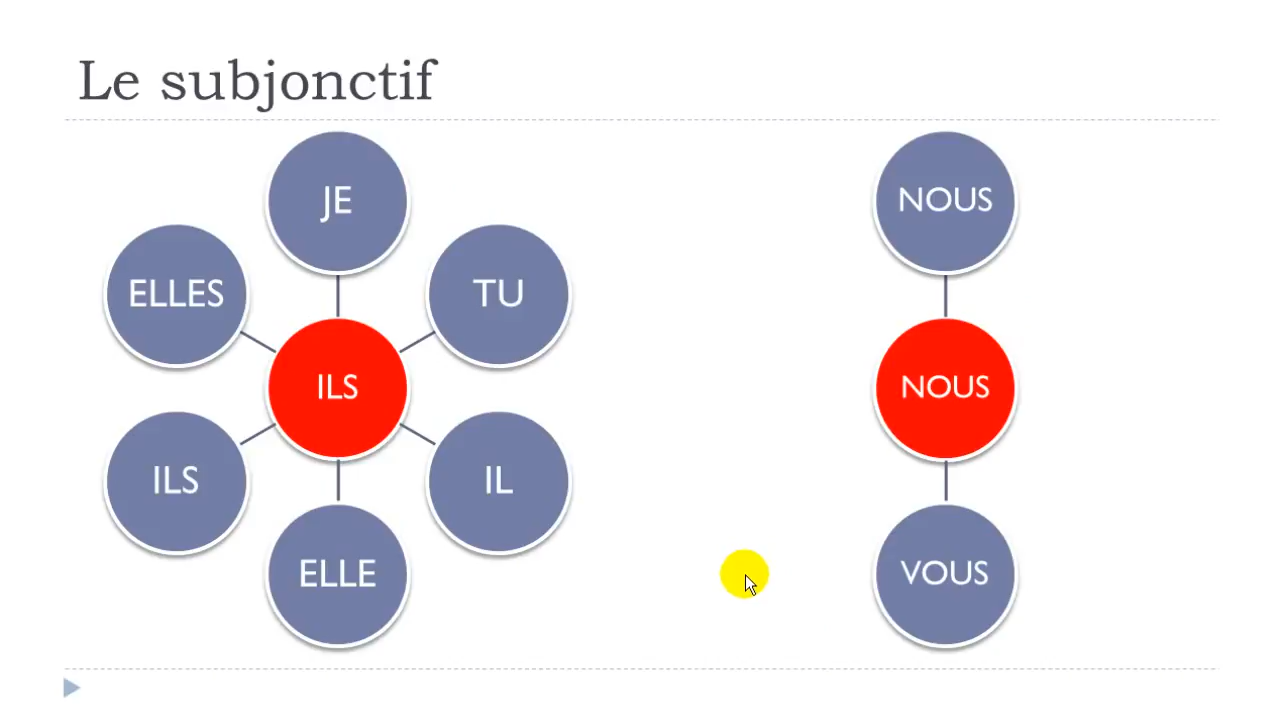 Le subjonctif
JE
ELLES
TU
ILS
ILS
IL
ELLE
NOUS
NOUS
VOUS